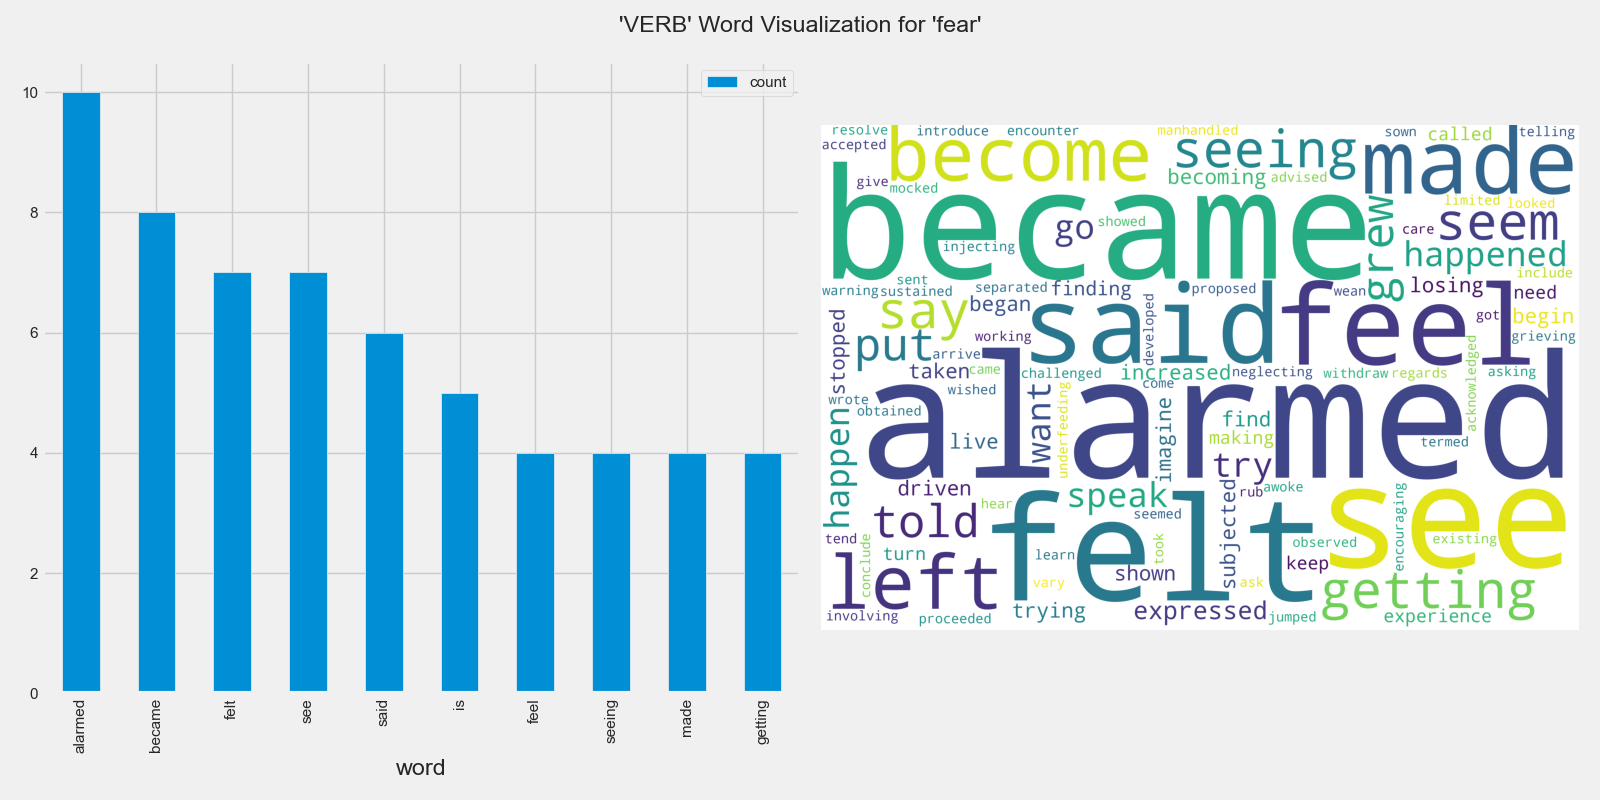 'VERB' Word Visualization for 'fear'
count
10
8
6
4
2
0
alarmed
became
felt
see
said
is
feel
seeing
made
getting
word
resolve
introduce
encounter
manhandled
sown
called
telling
accepted
become
seeing
made
give
mocked
becoming
advised
became
limited
looked
go
showed
grew
care
seem
injecting
happened
include
sent
warning
sustained
separated
finding
proposed
wean
losing
need
say
began
said
feel
got
begin
stopped
put
working
developed
grieving
arrive
taken
came
challenged
increased
neglecting
withdraw
regards
asking
wished
come
acknowledged
wrote
obtained
alarmed
want
underfeeding
imagine
find
making
live
termed
happen
try
driven
speak
rub
awoke
hear
see
told
felt
seemed
subjected
encouraging
tend
observed
existing
conclude
turn
learn
took
keep
left
vary
shown
ask
getting
trying
expressed
involving
proceeded
jumped
experience